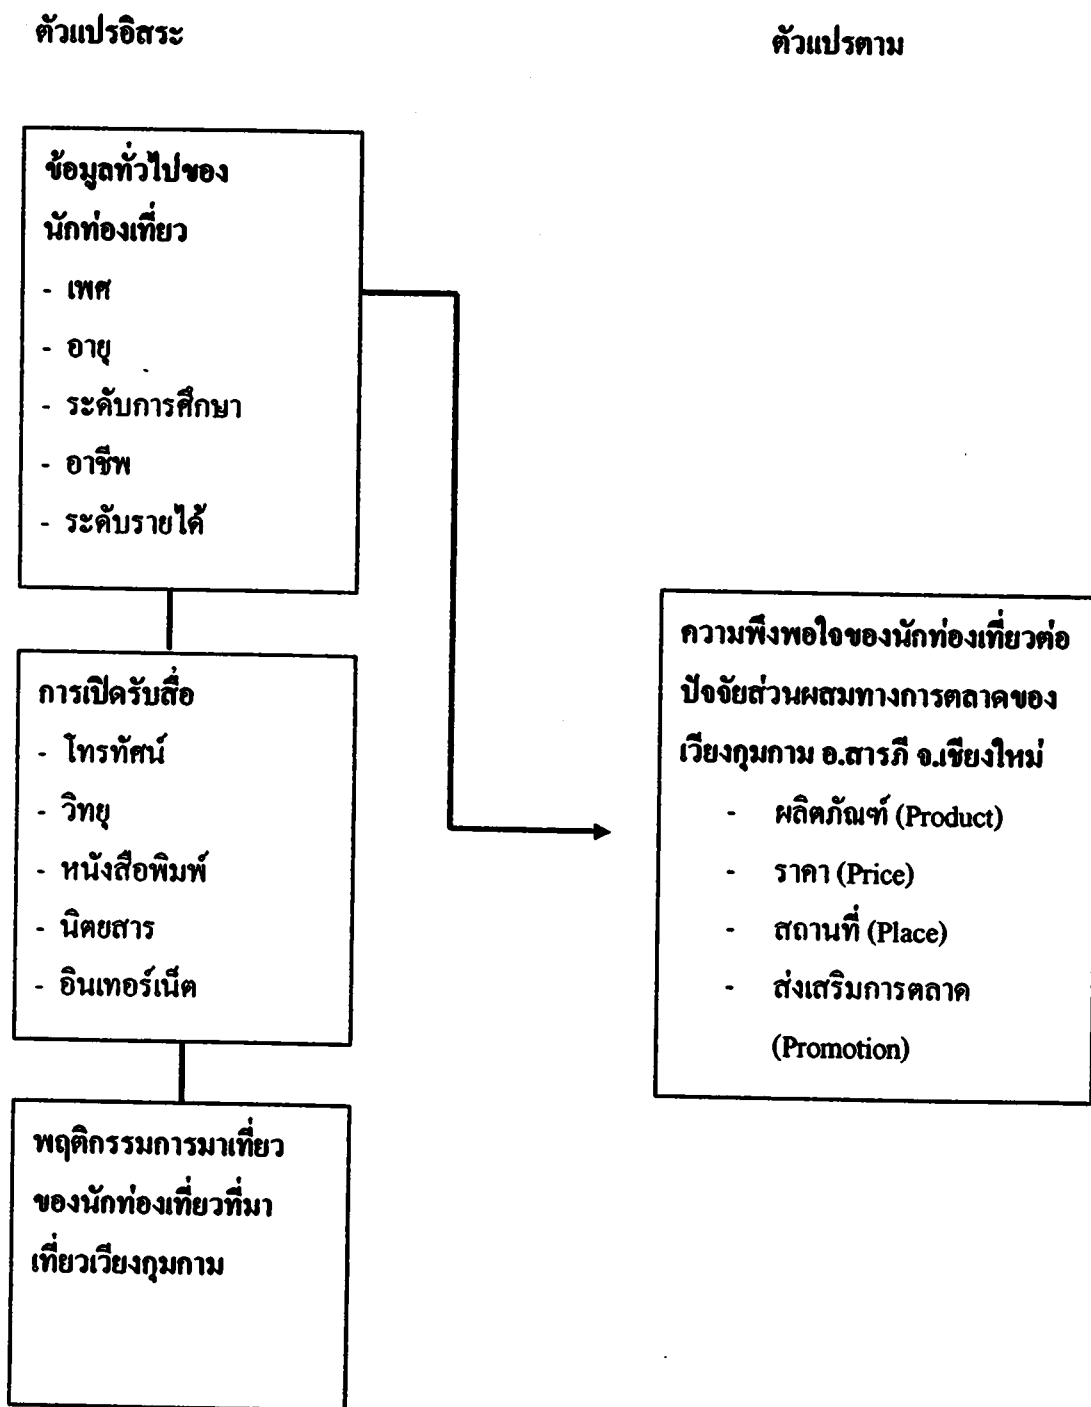 ตัวแปรอิสระ
ตัวแปรตาม
ข้อมูลทั่วไปของ
นักท่องเที่ยว
- เพศ
- อายุ
- ระดับการศึกษา
- อาชีพ
- ระดับรายได้
การเปิดรับสื่อ
- โทรทัศน์
- วิทยุ
- หนังสือพิมพ์
- นิตยสาร
- อินเทอร์เน็ต
พฤติกรรมการมาเที่ยว
ของนักท่องเที่ยวที่มา
เที่ยวเวียงกุมกาม
ความพึงพอใจของนักท่องเที่ยวต่อ
ปัจจัยส่วนผสมทางการตลาดของ
เวียงกุมกาม อ.สารภี จ.เชียงใหม่
- ผลิตภัณฑ์ (Product)
- ราคา (Price)
- สถานที่ (Place)
- ส่งเสริมการตลาด
(Promotion)